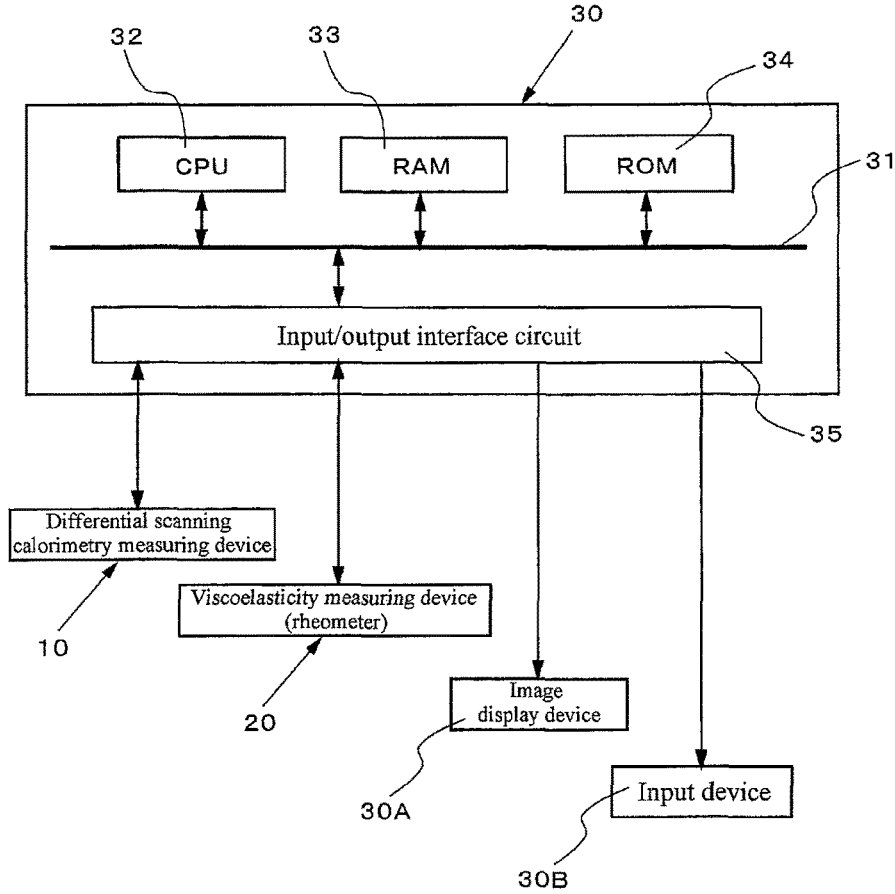 30
32
33
34
CPU
RAM
ROM
31
Input/output interface circuit
35
Differential scanning
calorimetry measuring device
10
Viscoelasticity measuring device
(rheometer)
20
Image
display device
30A
Input device
30B